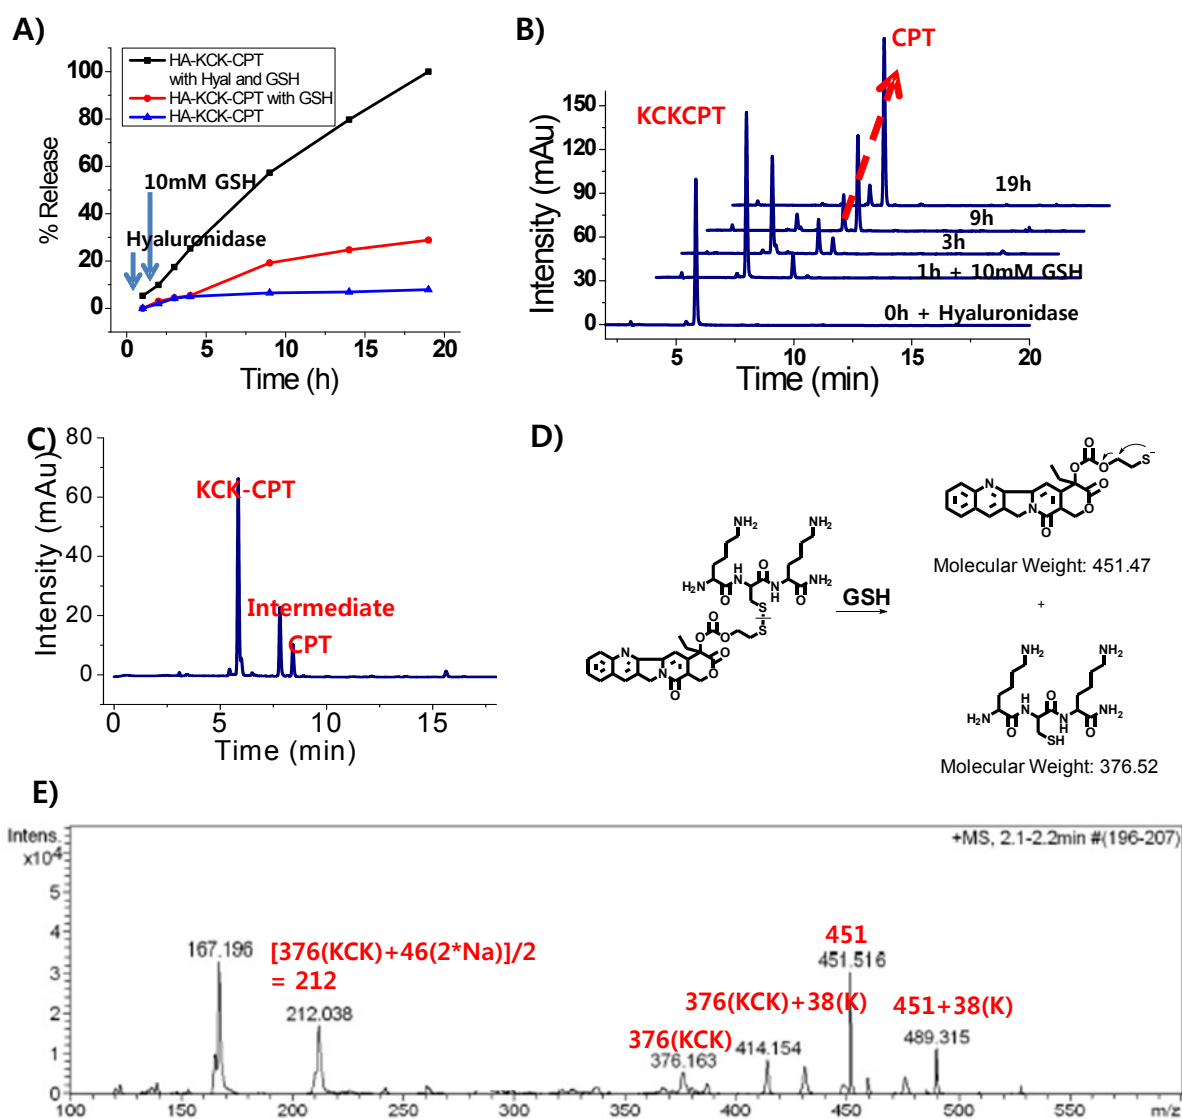 A)
HA-KCK-CPT
with Hyal and GSH
HA-KCK-CPT with GSH
HA-KCK-CPT
100
80
60
40
20
0
% Release
10mM GSH
Hyaluronidase
0 5 10 15 20
Time (h)
B)
CPT
KCKCPT
150
120
90
60
30
0
Intensity (mAu)
19h
9h
3h
1h + 10mM GSH
0h + Hyaluronidase
5 10 15 20
Time (min)
C)
80
60
40
20
0
Intensity (mAu)
KCK-CPT
Intermediate
CPT
0 5 10 15
Time (min)
D)
O
O O S-
N O
N O
O
Molecular Weight: 451.47
+
NH2 NH2
O H O
H2N N N NH2
O H O
S
GSH
O
O O S
N O
N O
O
NH2 NH2
H O
H2N N N NH2
O H O
SH
Molecular Weight: 376.52
E)
Intens.
x10⁴
+MS, 2.1-2.2min #(196-207)
5
4
3
2
1
0
167.196
[376(KCK)+46(2*Na)]/2
= 212
212.038
376(KCK)
376.163
376(KCK)+38(K)
414.154
451
451.516
451+38(K)
489.315
100 150 200 250 300 350 400 450 500 m/z